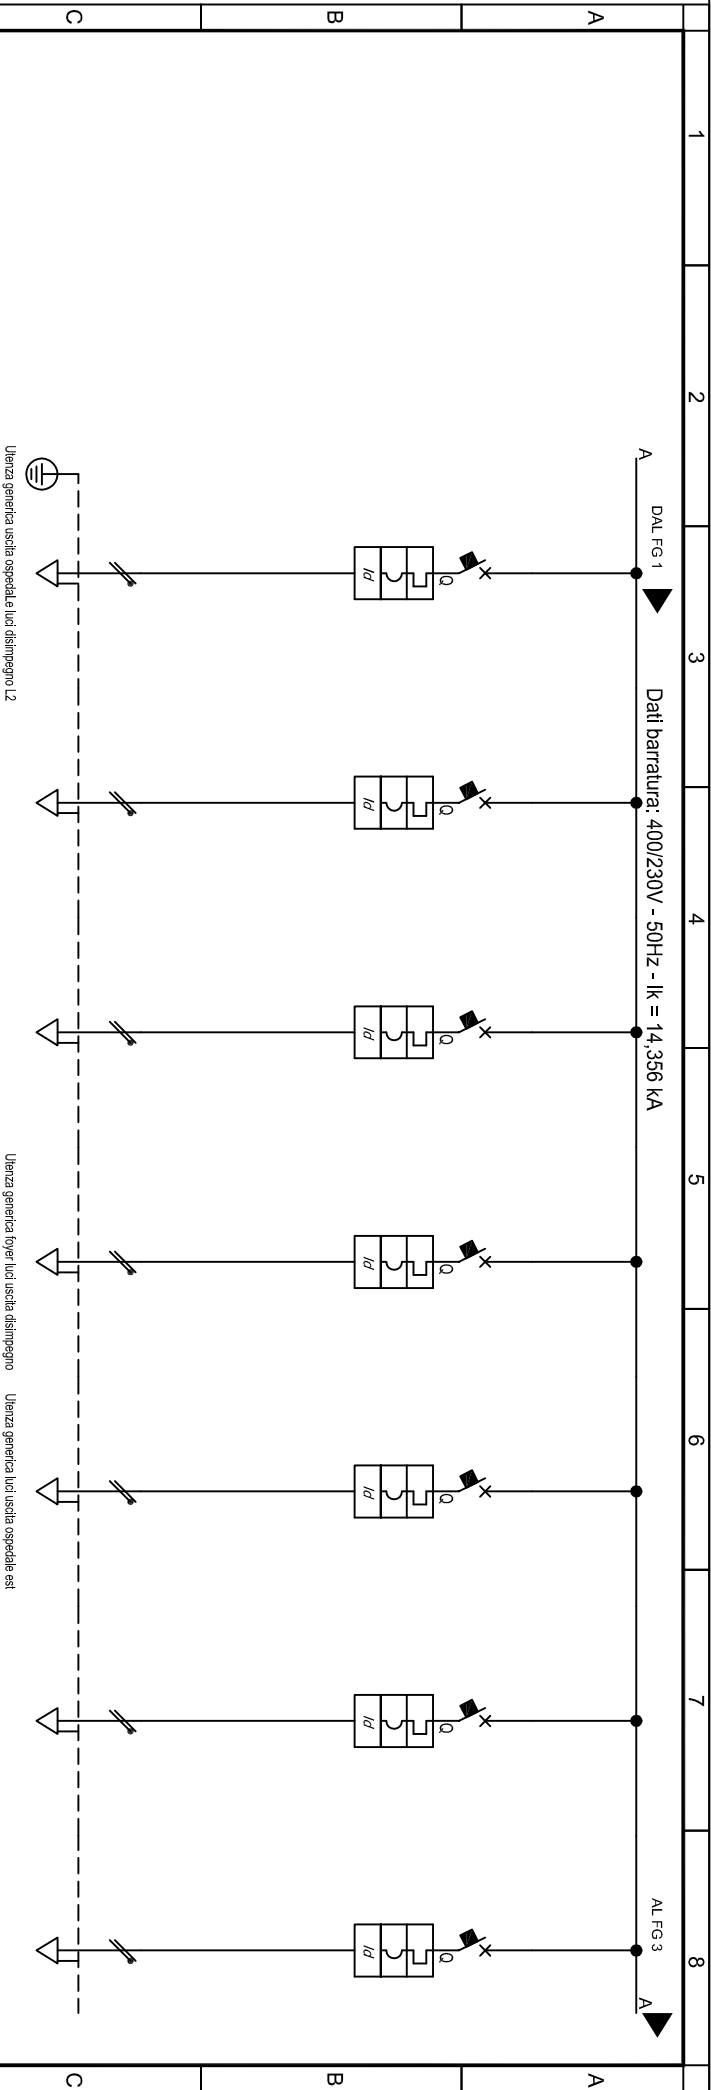 1 2 3 4 5 6 7 8
A A
DAL FG 1 AL FG 3
A A
Dati barratura: 400/230V - 50Hz - Ik = 14,356 kA
Q Q Q Q Q Q Q
B B
Id Id Id Id Id Id Id
C C
Utenza generica uscita ospedaLe luci disimpegno L2
Utenza generica foyer luci uscita disimpegno
Utenza generica luci uscita ospedale est